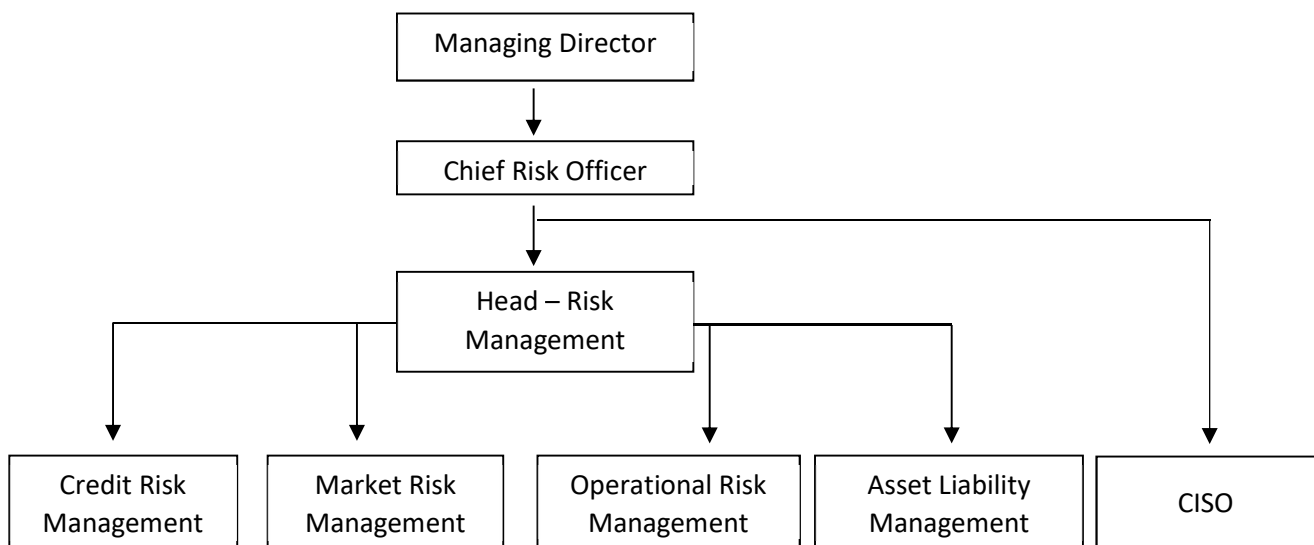 Managing Director
Chief Risk Officer
Head – Risk
Management
Credit Risk
Management
Market Risk
Management
Operational Risk
Management
Asset Liability
Management
CISO